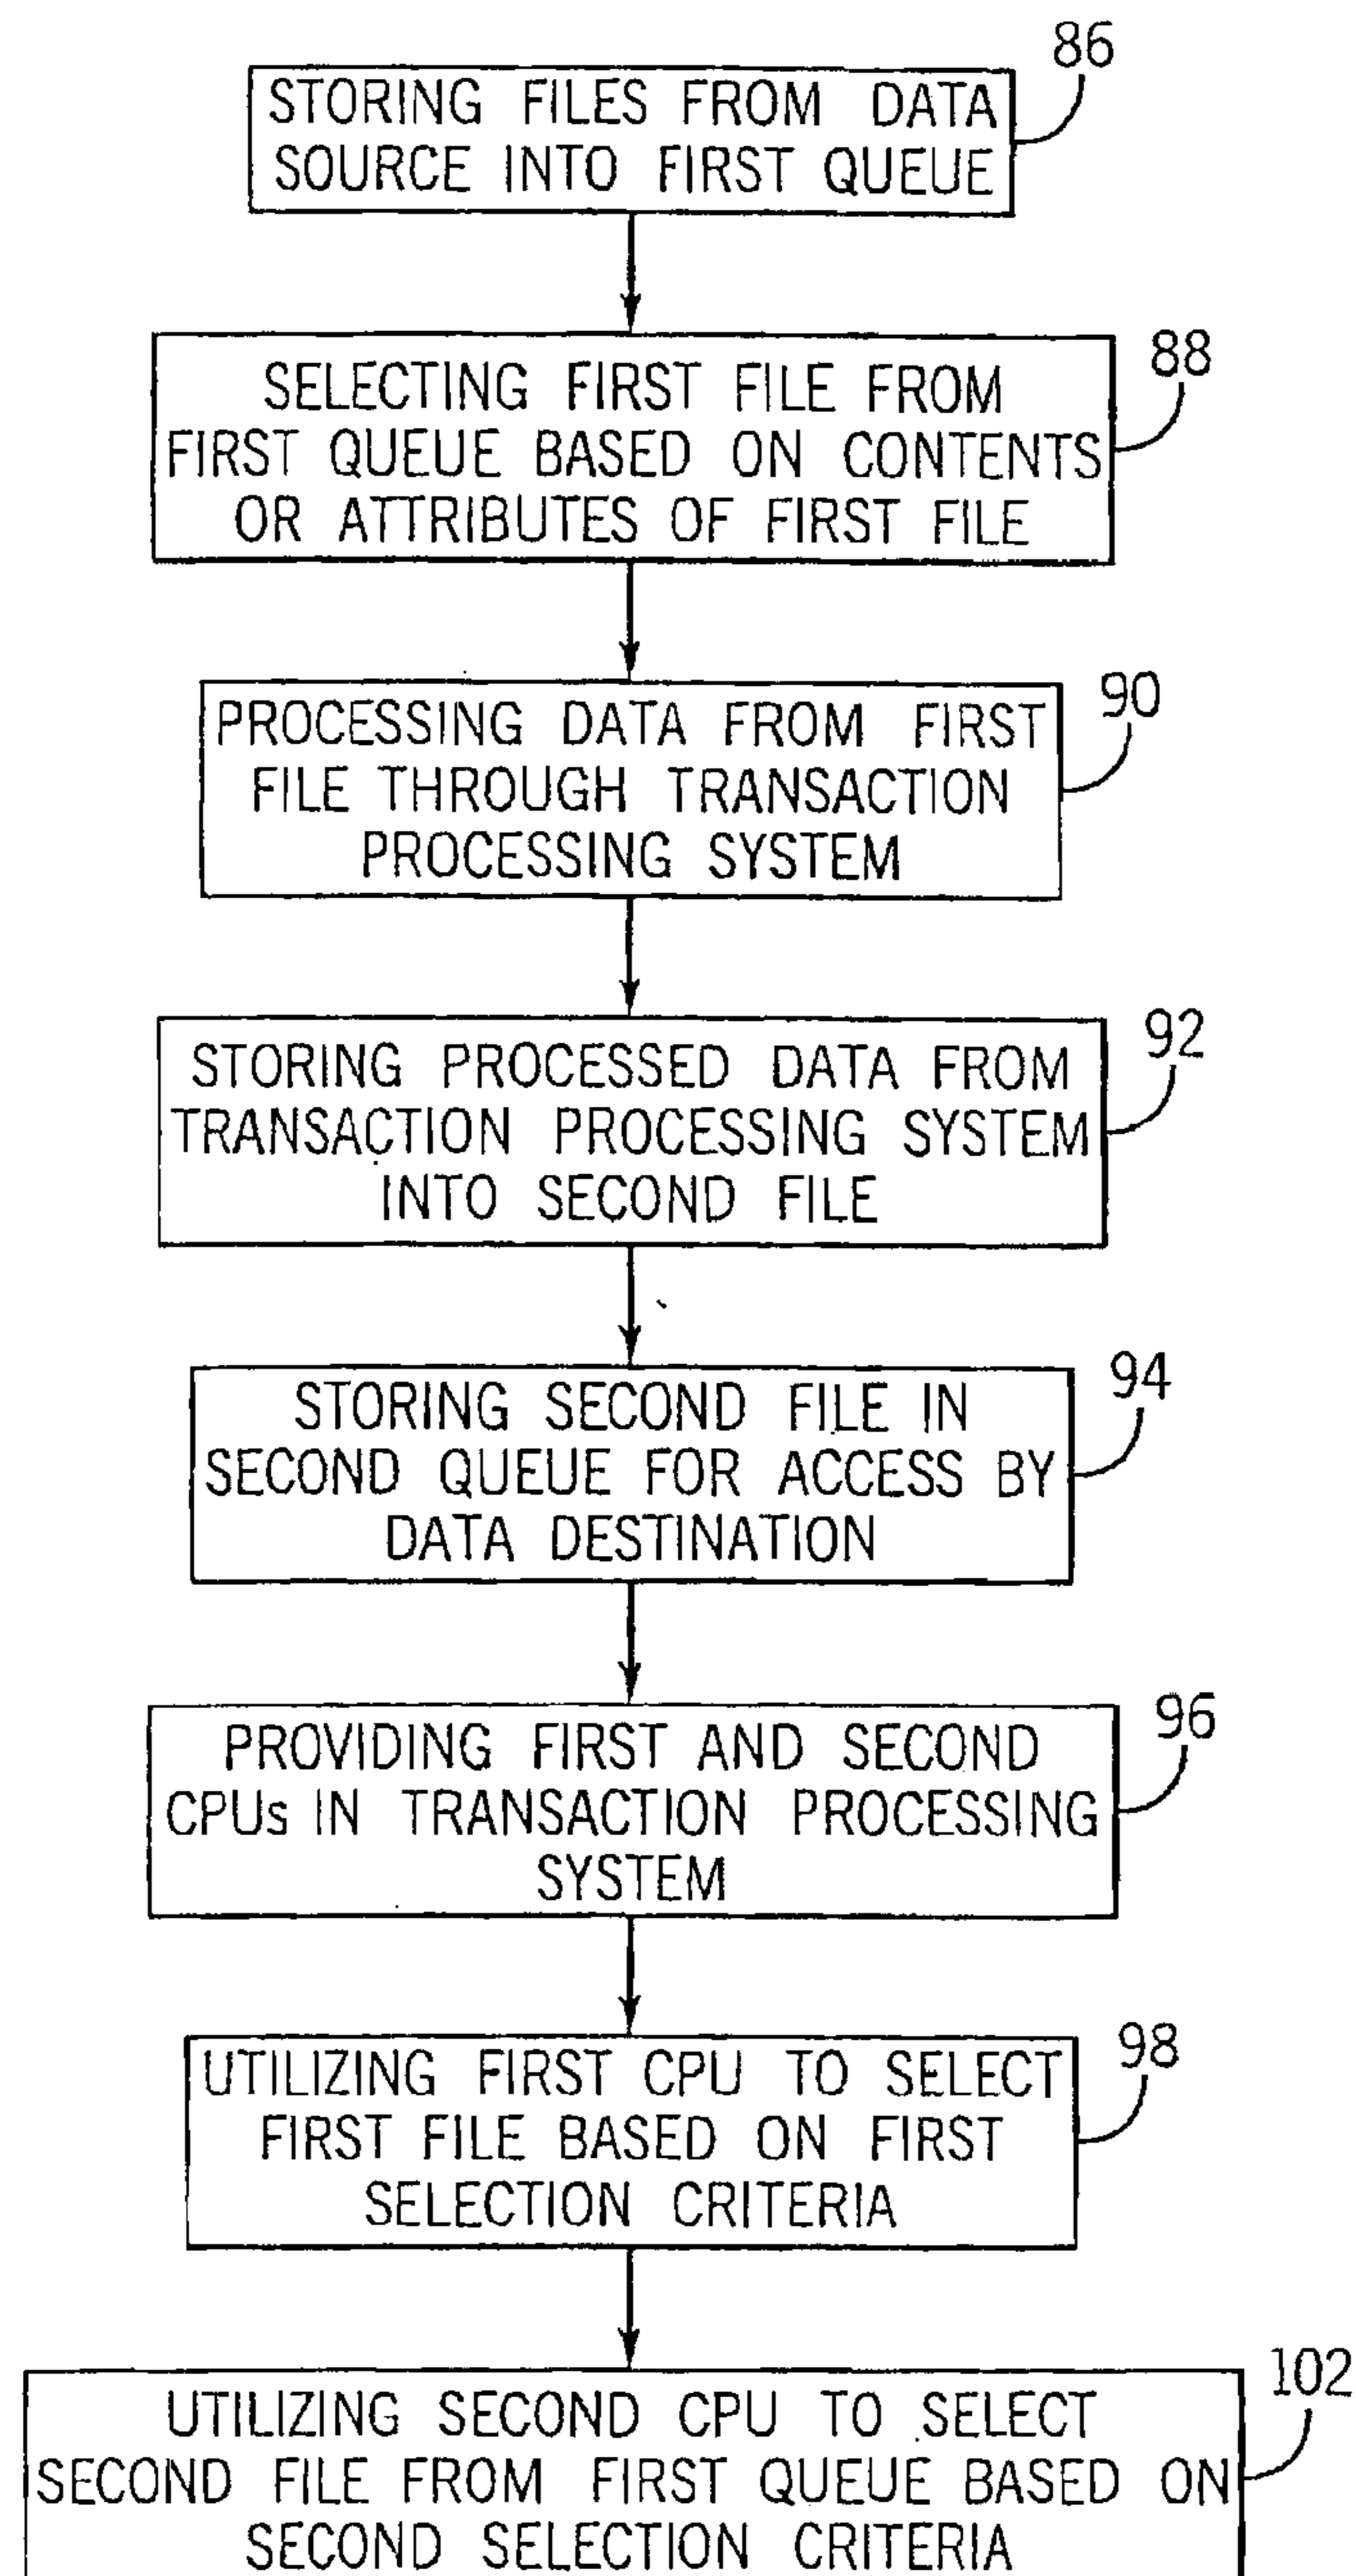 86
STORING FILES FROM DATA
SOURCE INTO FIRST QUEUE
88
SELECTING FIRST FILE FROM
FIRST QUEUE BASED ON CONTENTS
OR ATTRIBUTES OF FIRST FILE
90
PROCESSING DATA FROM FIRST
FILE THROUGH TRANSACTION
PROCESSING SYSTEM
92
STORING PROCESSED DATA FROM
TRANSACTION PROCESSING SYSTEM
INTO SECOND FILE
94
STORING SECOND FILE IN
SECOND QUEUE FOR ACCESS BY
DATA DESTINATION
96
PROVIDING FIRST AND SECOND
CPUs IN TRANSACTION PROCESSING
SYSTEM
98
UTILIZING FIRST CPU TO SELECT
FIRST FILE BASED ON FIRST
SELECTION CRITERIA
102
UTILIZING SECOND CPU TO SELECT
SECOND FILE FROM FIRST QUEUE BASED ON
SECOND SELECTION CRITERIA